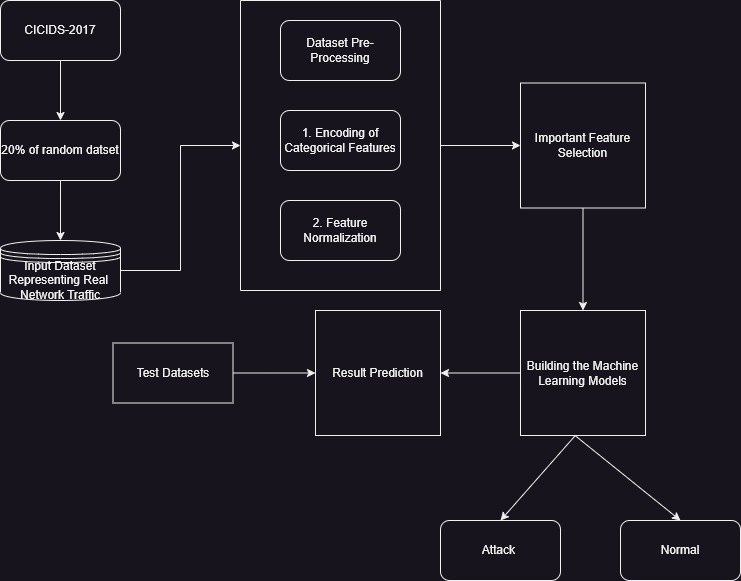 CICIDS-2017
20% of random datset
Input Dataset
Representing Real
Network Traffic
Dataset Pre-
Processing
1. Encoding of
Categorical Features
2. Feature
Normalization
Important Feature
Selection
Building the Machine
Learning Models
Result Prediction
Test Datasets
Attack
Normal